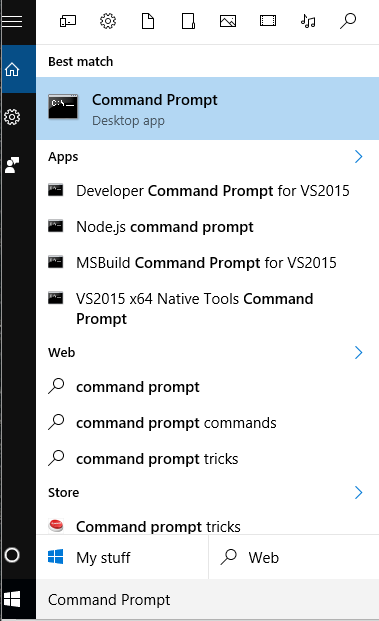 Best match
Command Prompt
Desktop app
Apps
Developer Command Prompt for VS2015
Node.js command prompt
MSBuild Command Prompt for VS2015
VS2015 x64 Native Tools Command
Prompt
Web
command prompt
command prompt commands
command prompt tricks
Store
Command prompt tricks
My stuff
Web
Command Prompt